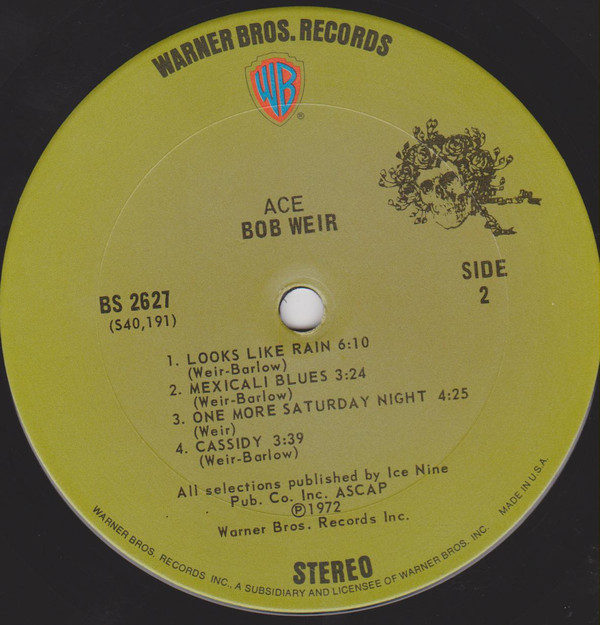 WARNER BROS. RECORDS
WB
®
ACE
BOB WEIR
BS 2627
(S40,191)
SIDE
2
1. LOOKS LIKE RAIN 6:10
(Weir-Barlow)
2. MEXICALI BLUES 3:24
(Weir-Barlow)
3. ONE MORE SATURDAY NIGHT 4:25
(Weir)
4. CASSIDY 3:39
(Weir-Barlow)
All selections published by Ice Nine
Pub. Co. Inc. ASCAP
℗1972
Warner Bros. Records Inc.
STEREO
WARNER BROS. RECORDS INC., A SUBSIDIARY AND LICENSEE OF WARNER BROS. INC.
MADE IN U.S.A.